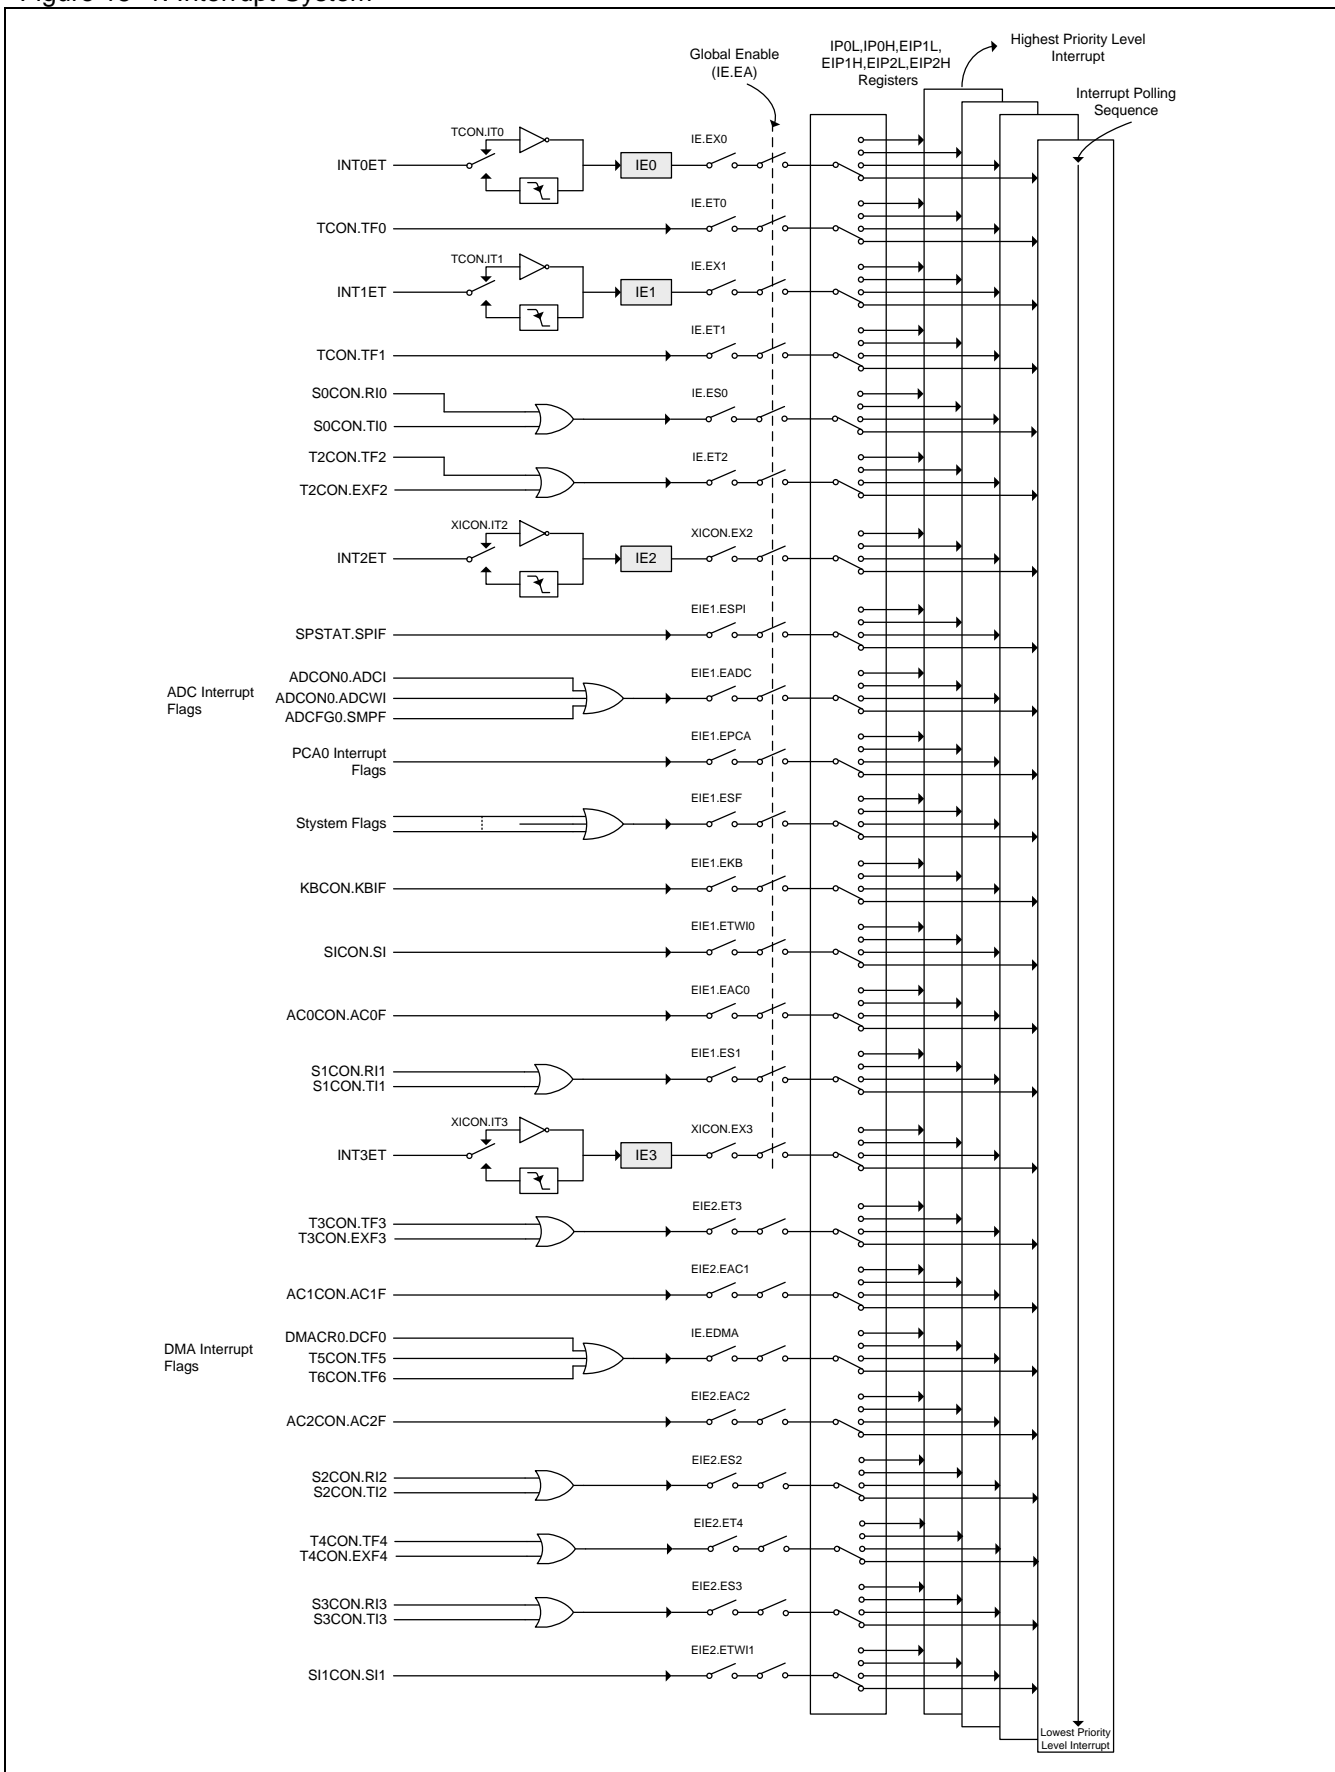 Global Enable
(IE.EA)
IP0L,IP0H,EIP1L,
EIP1H,EIP2L,EIP2H
Registers
Highest Priority Level
Interrupt
Interrupt Polling
Sequence
TCON.IT0
INT0ET
IE0
IE.EX0
TCON.TF0
IE.ET0
TCON.IT1
INT1ET
IE1
IE.EX1
TCON.TF1
IE.ET1
S0CON.RI0
S0CON.TI0
IE.ES0
T2CON.TF2
T2CON.EXF2
IE.ET2
XICON.IT2
INT2ET
IE2
XICON.EX2
SPSTAT.SPIF
EIE1.ESPI
ADC Interrupt
Flags
ADCON0.ADCI
ADCON0.ADCWI
ADCFG0.SMPF
EIE1.EADC
PCA0 Interrupt
Flags
EIE1.EPCA
Stystem Flags
EIE1.ESF
KBCON.KBIF
EIE1.EKB
SICON.SI
EIE1.ETWI0
AC0CON.AC0F
EIE1.EAC0
S1CON.RI1
S1CON.TI1
EIE1.ES1
XICON.IT3
INT3ET
IE3
XICON.EX3
T3CON.TF3
T3CON.EXF3
EIE2.ET3
AC1CON.AC1F
EIE2.EAC1
DMA Interrupt
Flags
DMACR0.DCF0
T5CON.TF5
T6CON.TF6
IE.EDMA
AC2CON.AC2F
EIE2.EAC2
S2CON.RI2
S2CON.TI2
EIE2.ES2
T4CON.TF4
T4CON.EXF4
EIE2.ET4
S3CON.RI3
S3CON.TI3
EIE2.ES3
SI1CON.SI1
EIE2.ETWI1
Lowest Priority
Level Interrupt